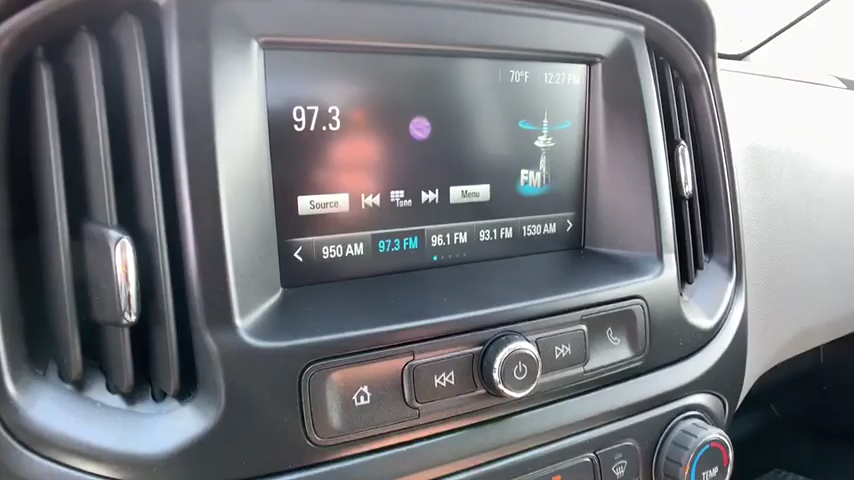 70°F 12:27 PM
97.3
FM
Source Tune Menu
950 AM 97.3 FM 96.1 FM 93.1 FM 1530 AM
TEMP